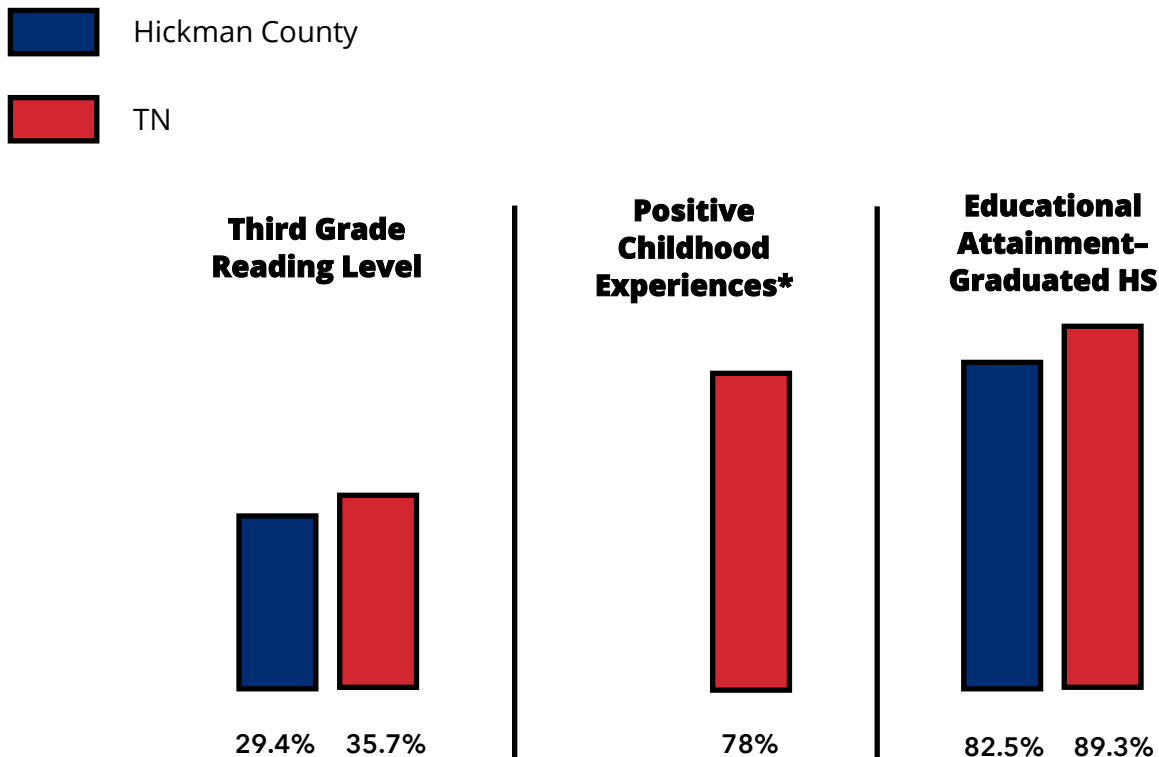 Hickman County
TN
Third Grade
Reading Level
29.4% 35.7%
Positive
Childhood
Experiences*
78%
Educational
Attainment–
Graduated HS
82.5% 89.3%